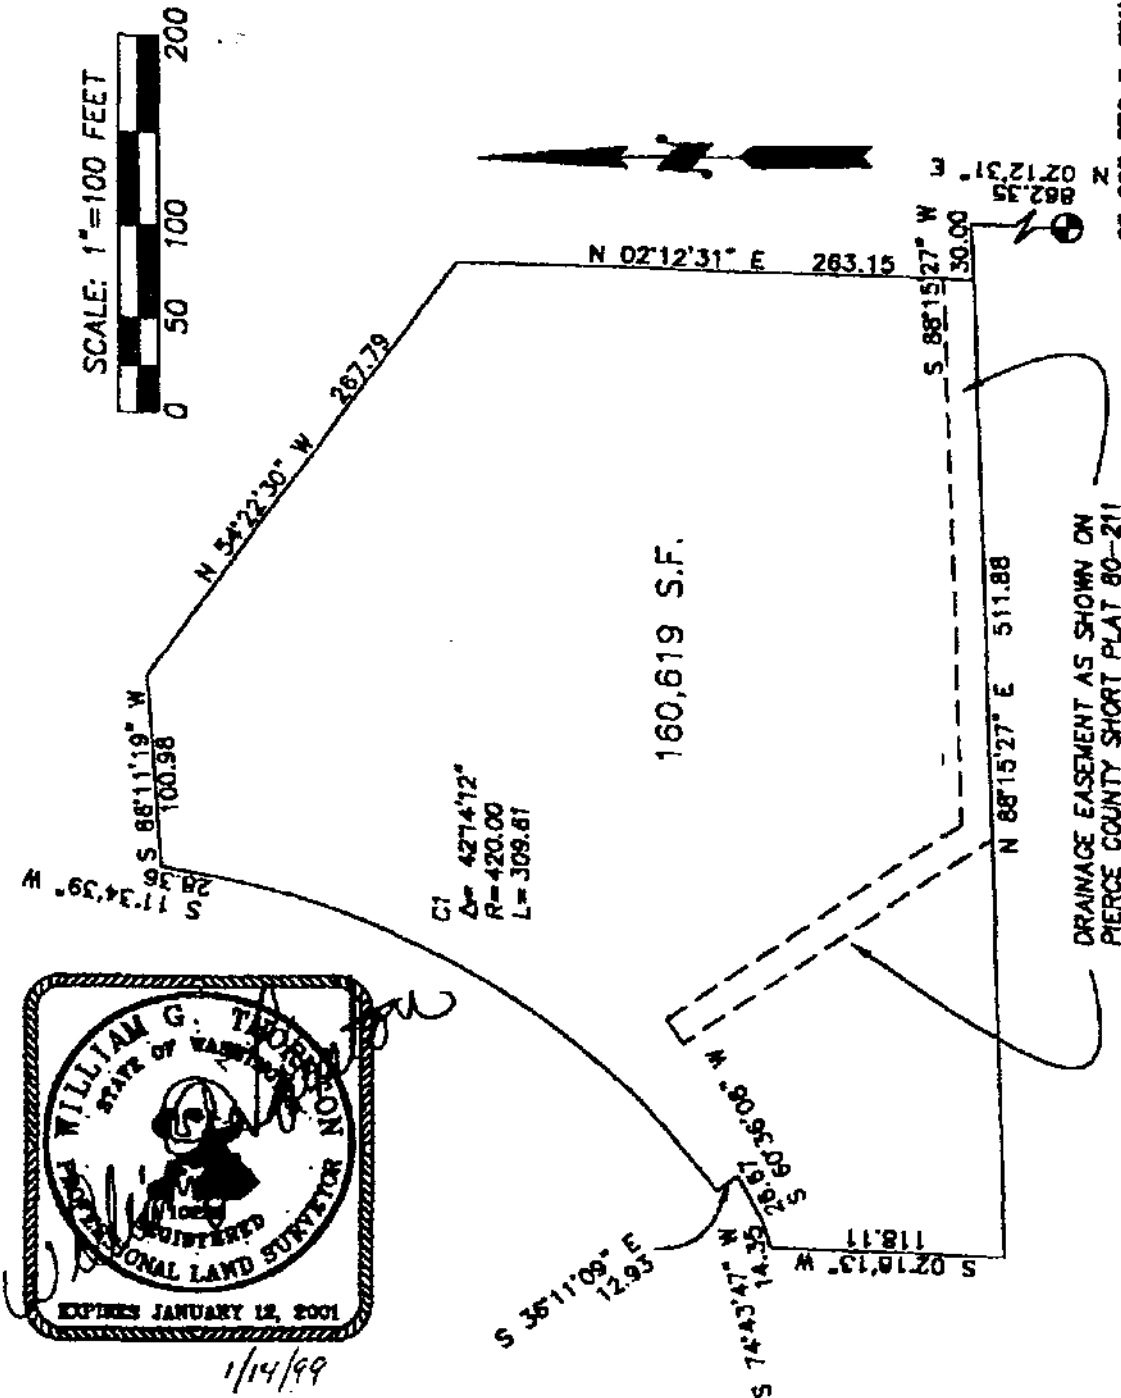 SCALE: 1"=100 FEET
0 50 100 200
S 88°11'19" W
100.98
N 54°22'30" W 267.79
N 02°12'31" E 263.15
S 11°34'39" W
28.36
C1
Δ= 42°14'12"
R=420.00
L=309.61
160,619 S.F.
S 88°15'27" W
30.00
862.35
02°12'31" E
N
S 36°11'09" E
12.93
S 60°36'08" W
26.67
S 74°43'47" W
14.35
S 02°18'13" W
118.11
N 88°15'27" E 511.88
DRAINAGE EASEMENT AS SHOWN ON
PIERCE COUNTY SHORT PLAT 80-211
WILLIAM G. THORNTON
STATE OF WASHINGTON
REGISTERED
PROFESSIONAL LAND SURVEYOR
EXPIRES JANUARY 12, 2001
1/14/99